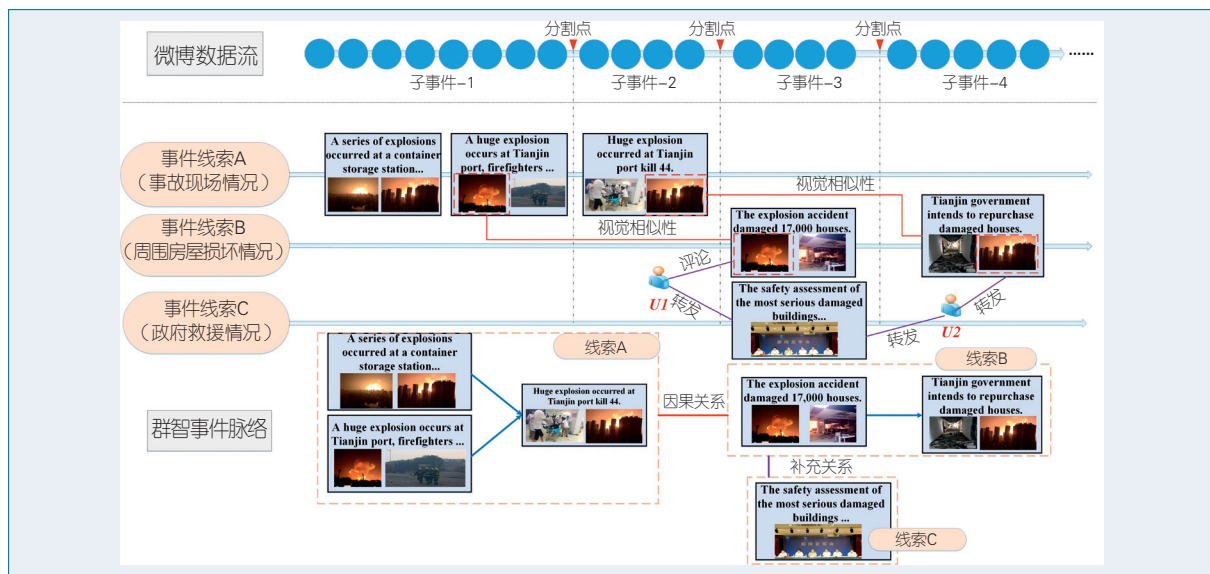 分割点
分割点
分割点
微博数据流
......
子事件-1
子事件-2
子事件-3
子事件-4
事件线索A
（事故现场情况）
A series of explosions
occurred at a container
storage station...
A huge explosion
occurs at Tianjin
port, firefighters ...
Huge explosion
occurred at Tianjin
port kill 44.
视觉相似性
视觉相似性
事件线索B
（周围房屋损坏情况）
The explosion accident
damaged 17,000 houses.
Tianjin government
intends to repurchase
damaged houses.
评论
U1
转发
事件线索C
（政府救援情况）
The safety assessment of
the most serious damaged
buildings...
转发
U2
转发
线索A
A series of explosions
occurred at a container
storage station...
A huge explosion occurs at
Tianjin port, firefighters ...
Huge explosion occurred at
Tianjin port kill 44.
群智事件脉络
因果关系
线索B
The explosion accident
damaged 17,000 houses.
Tianjin government
intends to repurchase
damaged houses.
补充关系
The safety assessment of
the most serious damaged
buildings ...
线索C